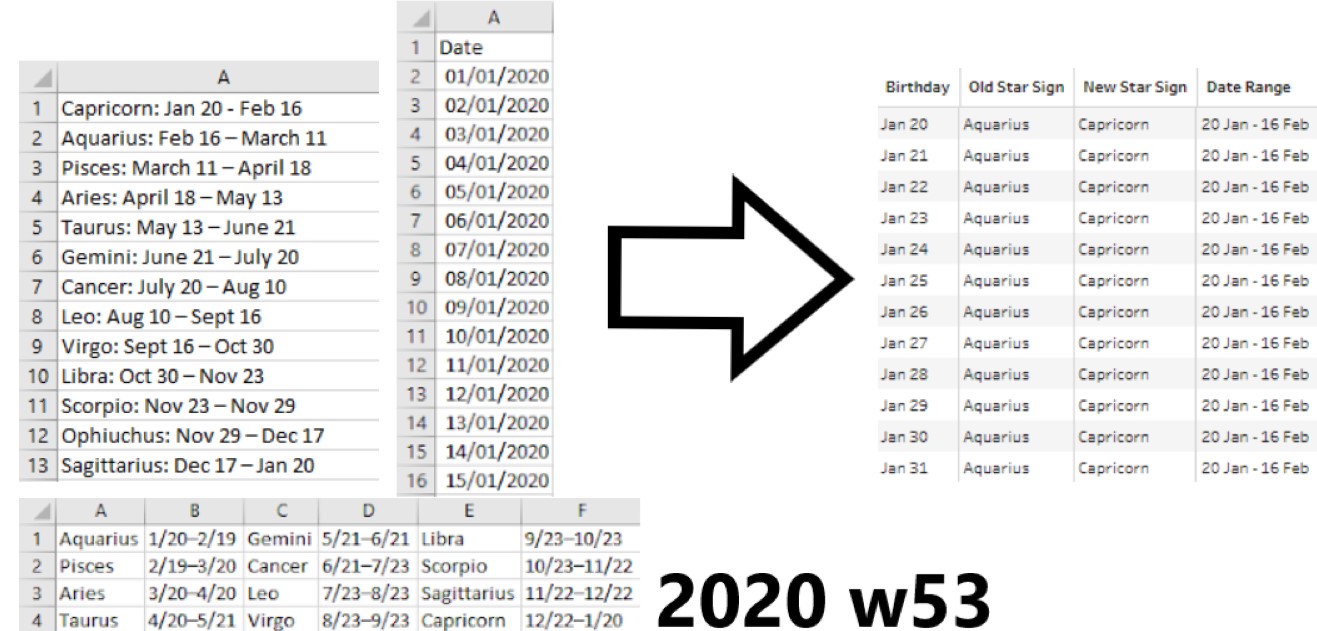 A
1 Capricorn: Jan 20 - Feb 16
2 Aquarius: Feb 16 – March 11
3 Pisces: March 11 – April 18
4 Aries: April 18 – May 13
5 Taurus: May 13 – June 21
6 Gemini: June 21 – July 20
7 Cancer: July 20 – Aug 10
8 Leo: Aug 10 – Sept 16
9 Virgo: Sept 16 – Oct 30
10 Libra: Oct 30 – Nov 23
11 Scorpio: Nov 23 – Nov 29
12 Ophiuchus: Nov 29 – Dec 17
13 Sagittarius: Dec 17 – Jan 20
A
1 Date
2 01/01/2020
3 02/01/2020
4 03/01/2020
5 04/01/2020
6 05/01/2020
7 06/01/2020
8 07/01/2020
9 08/01/2020
10 09/01/2020
11 10/01/2020
12 11/01/2020
13 12/01/2020
14 13/01/2020
15 14/01/2020
16 15/01/2020
Birthday Old Star Sign New Star Sign Date Range
Jan 20 Aquarius Capricorn 20 Jan - 16 Feb
Jan 21 Aquarius Capricorn 20 Jan - 16 Feb
Jan 22 Aquarius Capricorn 20 Jan - 16 Feb
Jan 23 Aquarius Capricorn 20 Jan - 16 Feb
Jan 24 Aquarius Capricorn 20 Jan - 16 Feb
Jan 25 Aquarius Capricorn 20 Jan - 16 Feb
Jan 26 Aquarius Capricorn 20 Jan - 16 Feb
Jan 27 Aquarius Capricorn 20 Jan - 16 Feb
Jan 28 Aquarius Capricorn 20 Jan - 16 Feb
Jan 29 Aquarius Capricorn 20 Jan - 16 Feb
Jan 30 Aquarius Capricorn 20 Jan - 16 Feb
Jan 31 Aquarius Capricorn 20 Jan - 16 Feb
A B C D E F
1 Aquarius 1/20–2/19 Gemini 5/21–6/21 Libra 9/23–10/23
2 Pisces 2/19–3/20 Cancer 6/21–7/23 Scorpio 10/23–11/22
3 Aries 3/20–4/20 Leo 7/23–8/23 Sagittarius 11/22–12/22
4 Taurus 4/20–5/21 Virgo 8/23–9/23 Capricorn 12/22–1/20
2020 w53